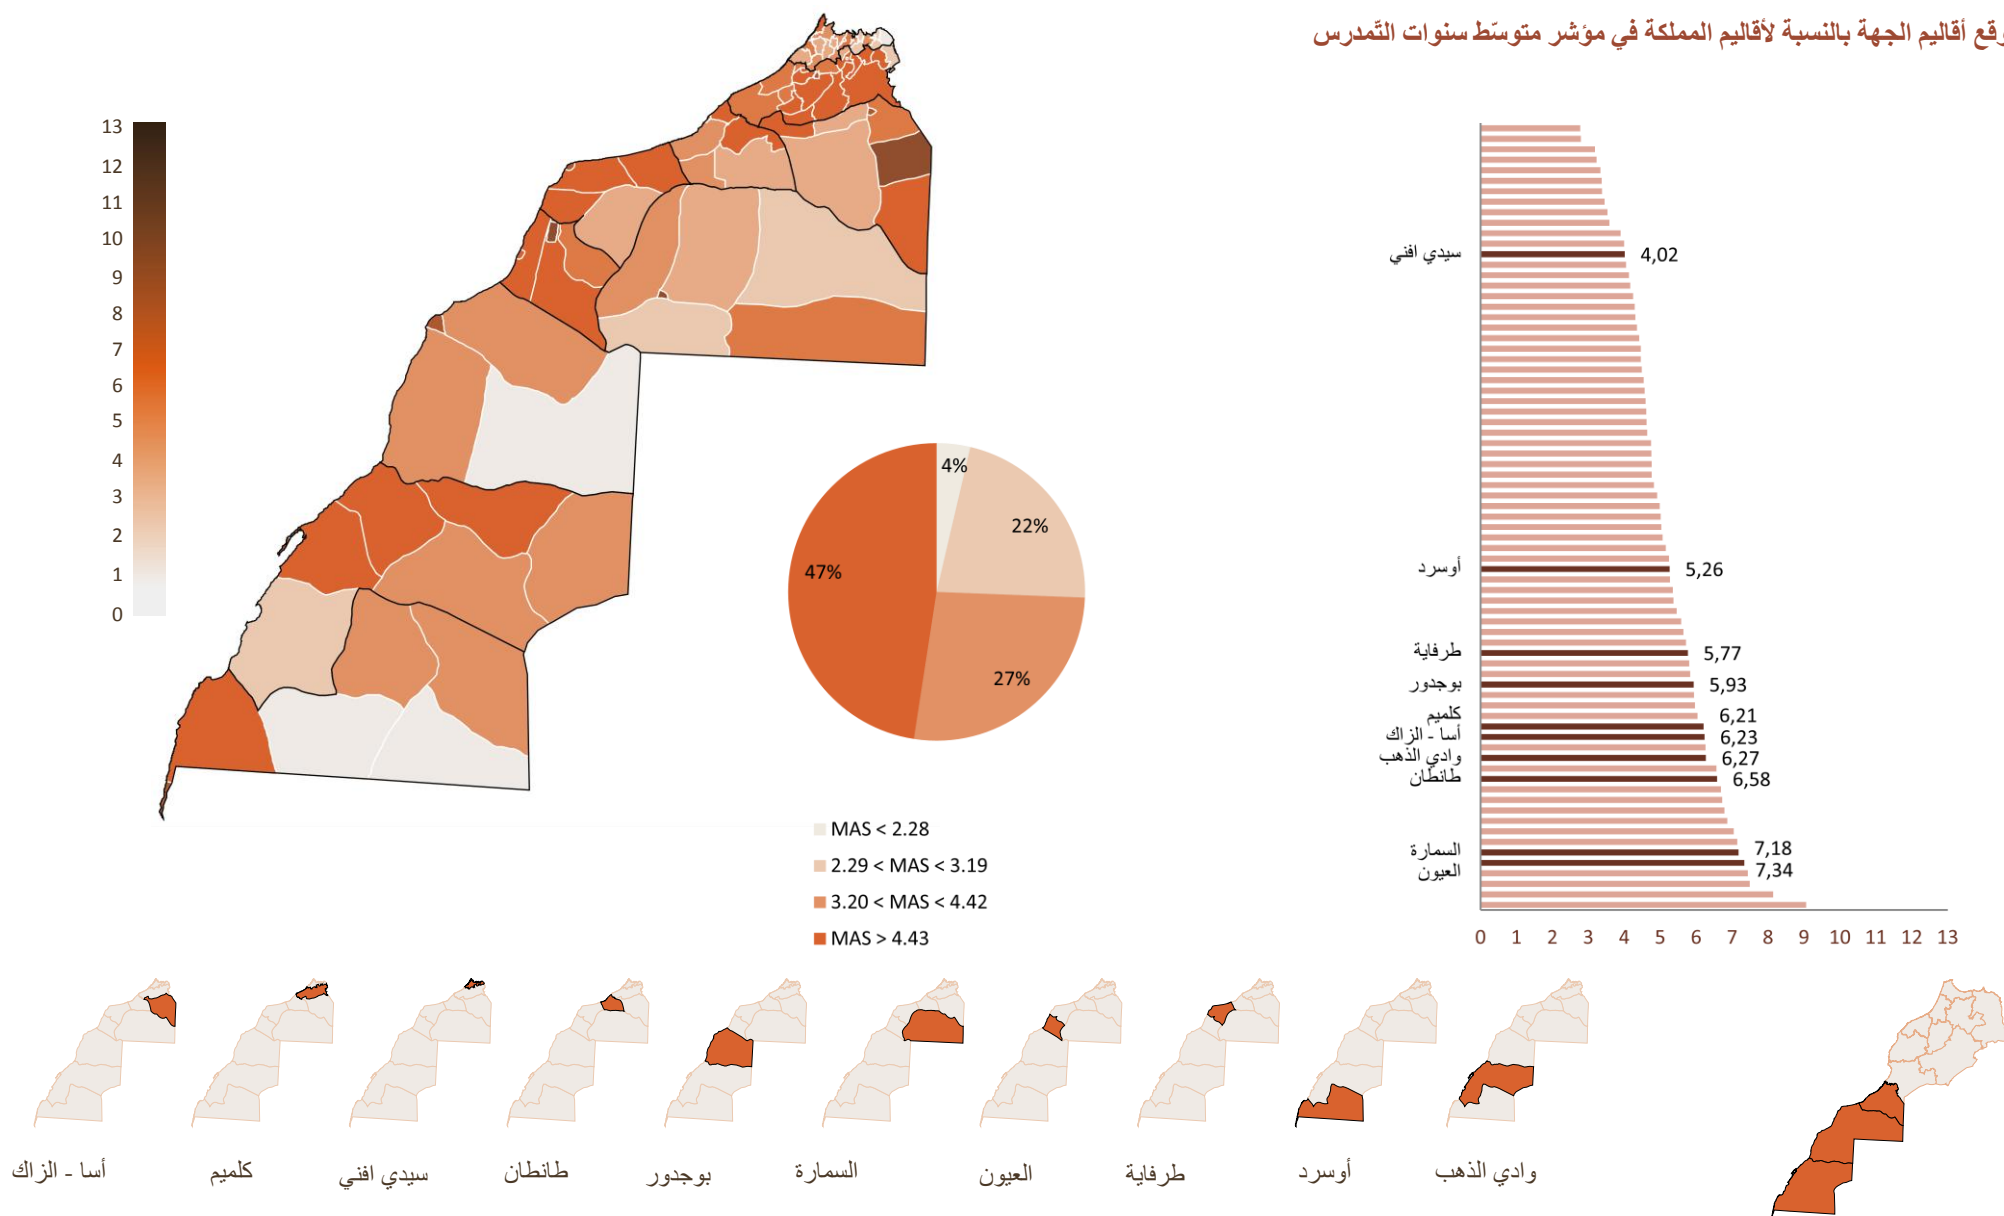 وقع أقاليم الجهة بالنسبة لأقاليم المملكة في مؤشر متوسّط سنوات التّمدرس
13
12
11
10
9
8
7
6
5
4
3
2
1
0
4%
22%
27%
47%
MAS < 2.28
2.29 < MAS < 3.19
3.20 < MAS < 4.42
MAS > 4.43
سيدي افني 4,02
أوسرد 5,26
طرفاية 5,77
بوجدور 5,93
كلميم 6,21
أسا - الزاك 6,23
وادي الذهب 6,27
طانطان 6,58
السمارة 7,18
العيون 7,34
0 1 2 3 4 5 6 7 8 9 10 11 12 13
أسا - الزاك
كلميم
سيدي افني
طانطان
بوجدور
السمارة
العيون
طرفاية
أوسرد
وادي الذهب